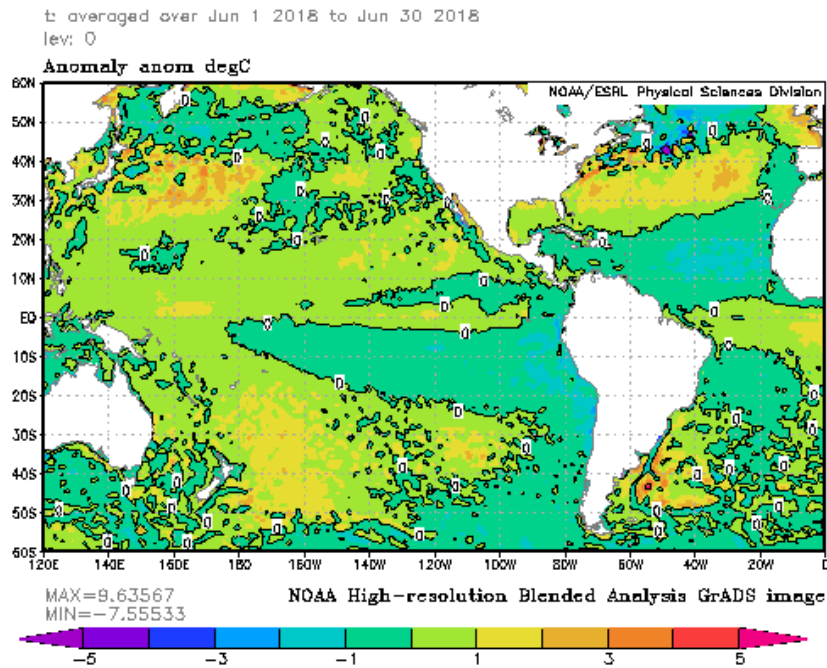 t: averaged over Jun 1 2018 to Jun 30 2018
lev: 0
Anomaly anom degC
NOAA/ESRL Physical Sciences Division
60N
50N
40N
30N
20N
10N
EQ
10S
20S
30S
40S
50S
60S
120E 140E 160E 180 160W 140W 120W 100W 80W 60W 40W 20W 0
MAX=9.63567
MIN=-7.55533
NOAA High-resolution Blended Analysis GrADS image
-5 -3 -1 1 3 5